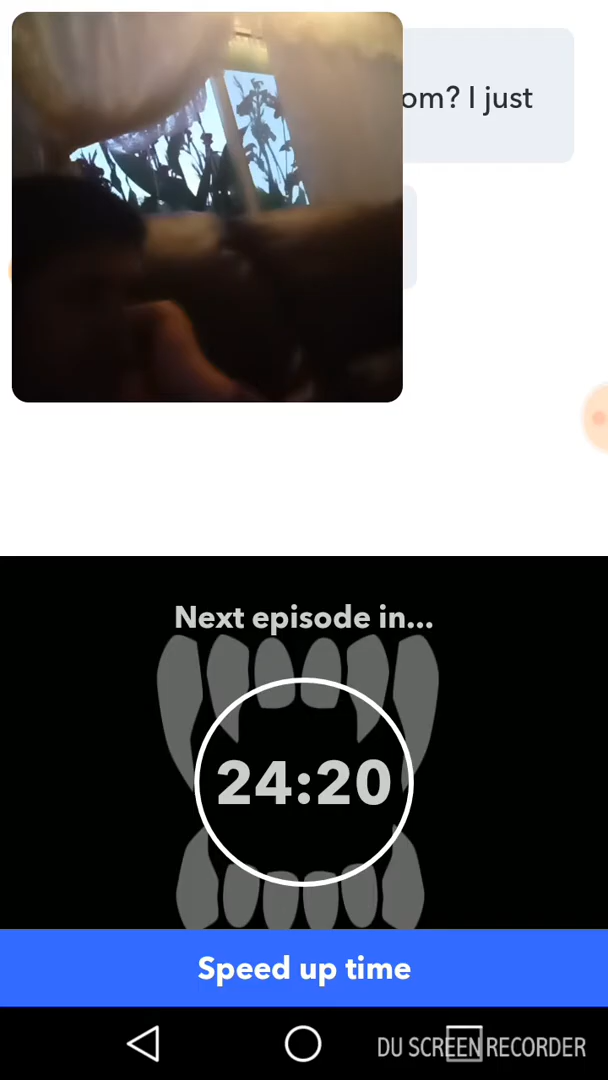 om? I just
Next episode in...
24:20
Speed up time
DU SCREEN RECORDER